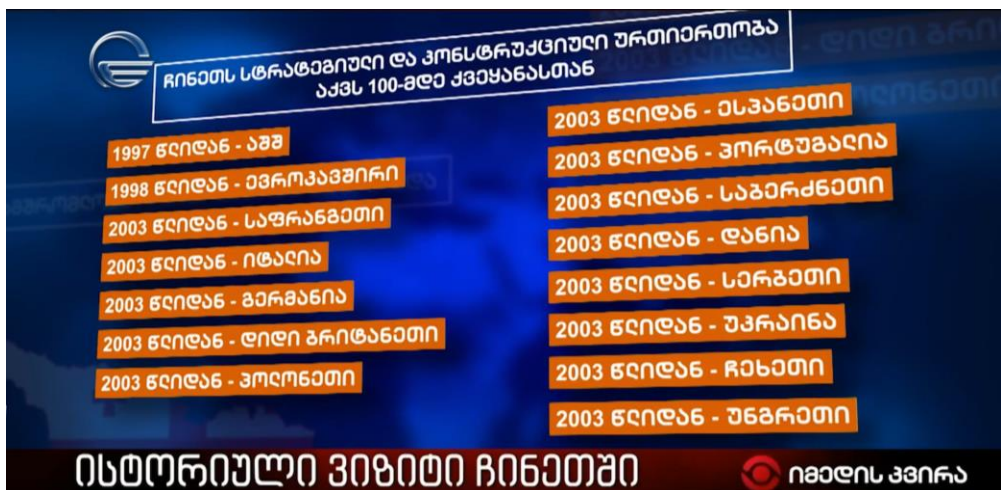 ჩინეთს სტრატეგიული და კონსტრუქციული ურთიერთობა
აქვს 100-მდე ქვეყანასთან
1997 წლიდან - აშშ
1998 წლიდან - ევროკავშირი
2003 წლიდან - საფრანგეთი
2003 წლიდან - იტალია
2003 წლიდან - გერმანია
2003 წლიდან - დიდი ბრიტანეთი
2003 წლიდან - პოლონეთი
2003 წლიდან - ესპანეთი
2003 წლიდან - პორტუგალია
2003 წლიდან - საბერძნეთი
2003 წლიდან - დანია
2003 წლიდან - სერბეთი
2003 წლიდან - უკრაინა
2003 წლიდან - ჩეხეთი
2003 წლიდან - უნგრეთი
ისტორიული ვიზიტი ჩინეთში
იმედის კვირა